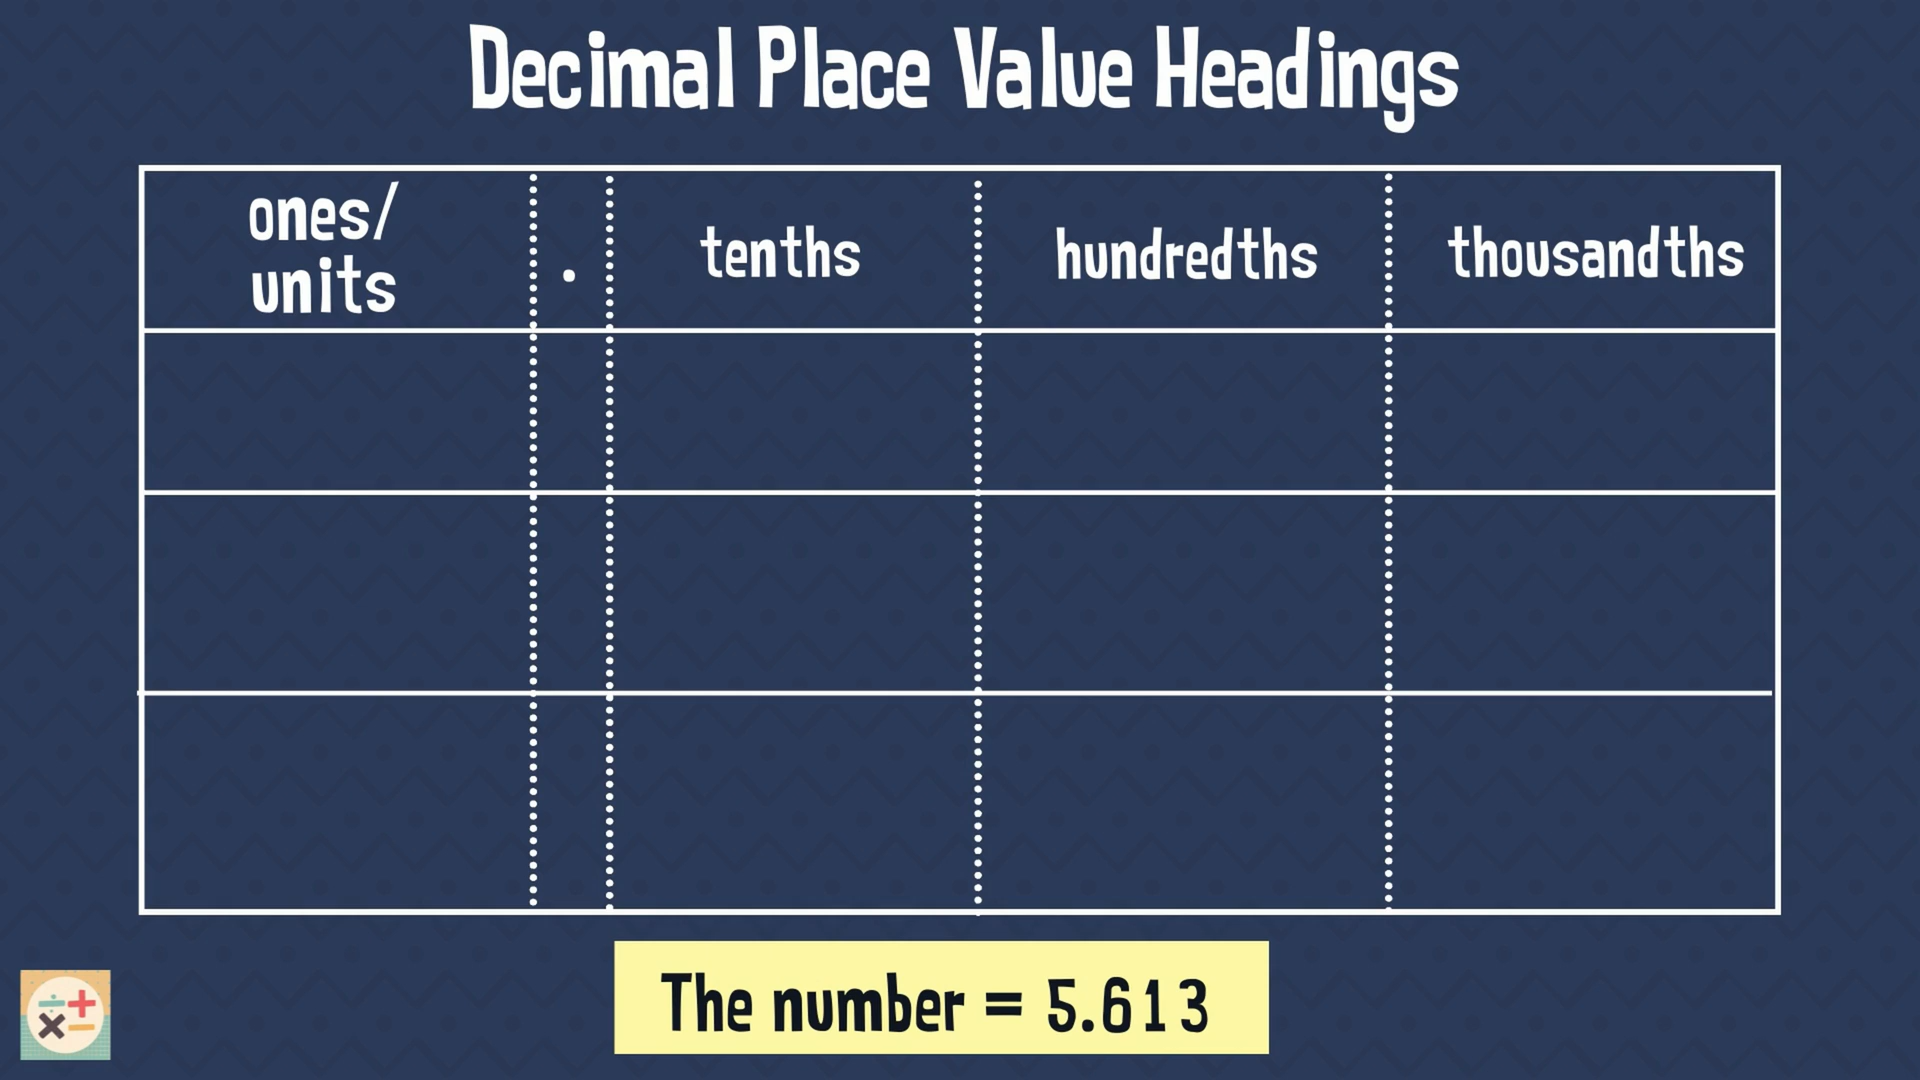 Decimal Place Value Headings
ones/
units
.
tenths
hundredths
thousandths
The number = 5.613